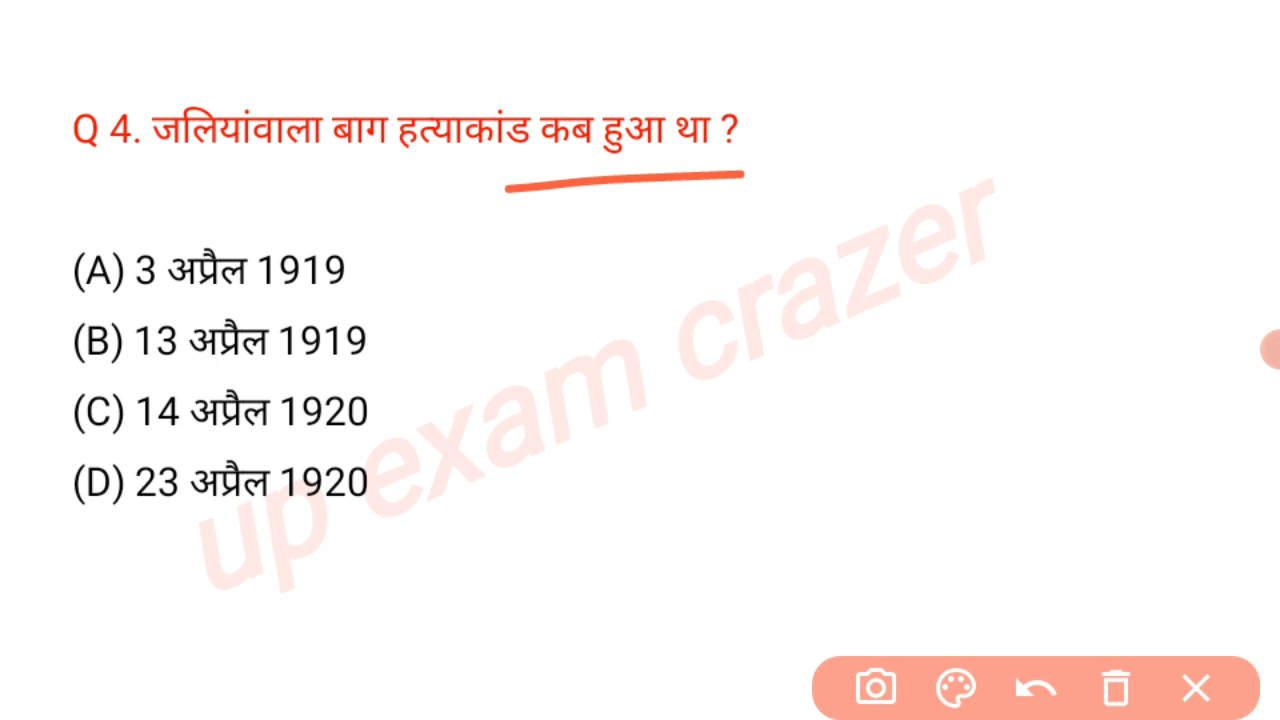 Q 4. जलियांवाला बाग हत्याकांड कब हुआ था ?
(A) 3 अप्रैल 1919
(B) 13 अप्रैल 1919
(C) 14 अप्रैल 1920
(D) 23 अप्रैल 1920
up exam crazer